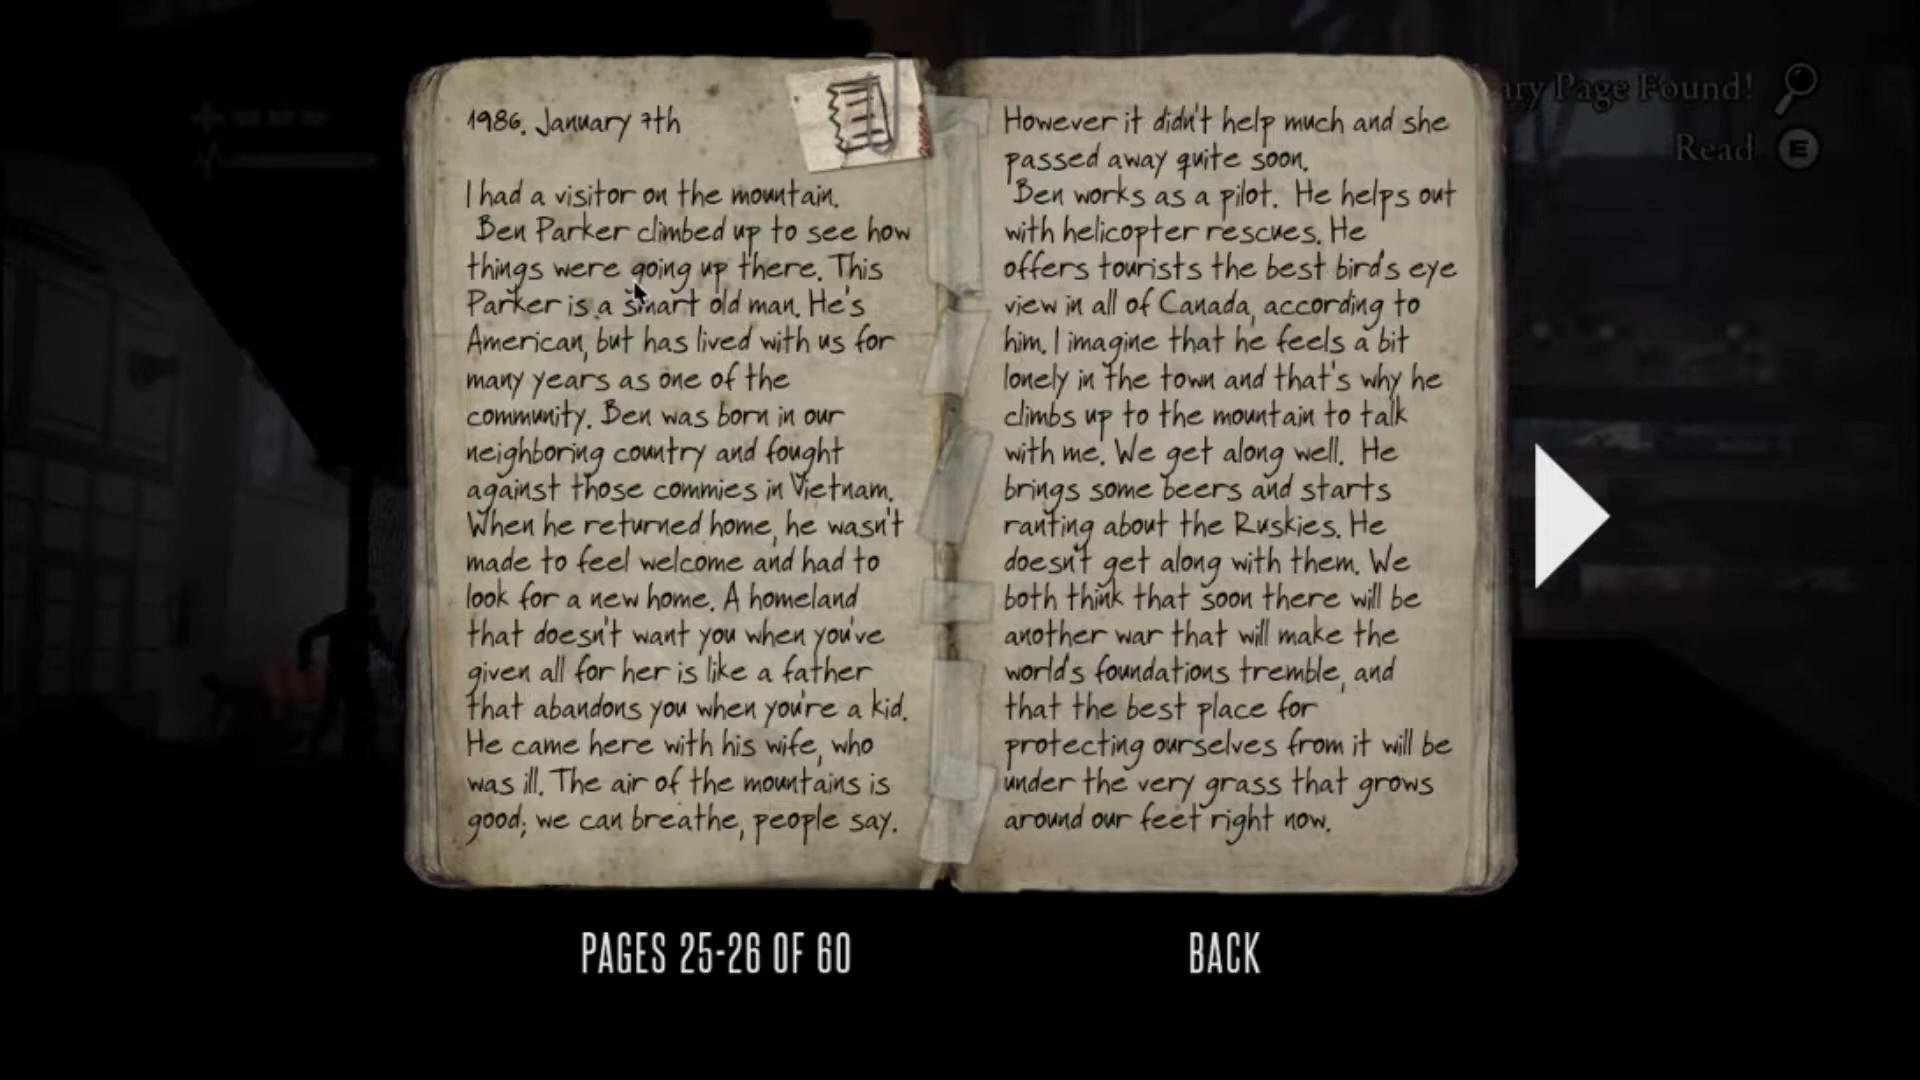 1986. January 7th
I had a visitor on the mountain.
Ben Parker climbed up to see how
things were going up there. This
Parker is a smart old man. He's
American, but has lived with us for
many years as one of the
community. Ben was born in our
neighboring country and fought
against those commies in Vietnam.
When he returned home, he wasn't
made to feel welcome and had to
look for a new home. A homeland
that doesn't want you when you've
given all for her is like a father
that abandons you when you're a kid.
He came here with his wife, who
was ill. The air of the mountains is
good; we can breathe, people say.
However it didn't help much and she
passed away quite soon.
Ben works as a pilot. He helps out
with helicopter rescues. He
offers tourists the best bird's eye
view in all of Canada, according to
him. I imagine that he feels a bit
lonely in the town and that's why he
climbs up to the mountain to talk
with me. We get along well. He
brings some beers and starts
ranting about the Ruskies. He
doesn't get along with them. We
both think that soon there will be
another war that will make the
world's foundations tremble, and
that the best place for
protecting ourselves from it will be
under the very grass that grows
around our feet right now.
Page Found!
Read E
PAGES 25-26 OF 60
BACK